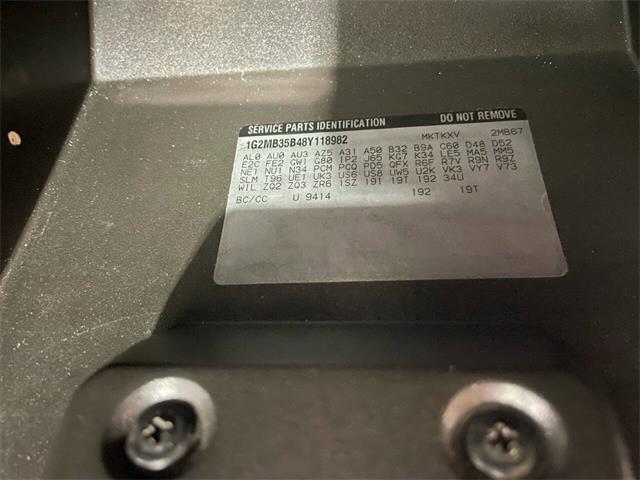 SERVICE PARTS IDENTIFICATION DO NOT REMOVE
1G2MB35B48Y118982 MKTKXV 2MB67
AL0 AU0 AU3 AZ5 A31 A50 B32 B9A C60 D48 D52
E2C FE2 GW1 G80 IP2 J65 KG7 K34 LE5 MA5 MM5
NE1 NU1 N34 PCM PCQ PD5 QFX R6P R7V R9N R9Z
SLM T96 UE1 UK3 US6 US8 UW5 U2K VK3 VY7 V73
WIL ZQ2 ZQ3 ZR6 1SZ 19I 19T 192 34U
BC/CC U 9414 192 19T